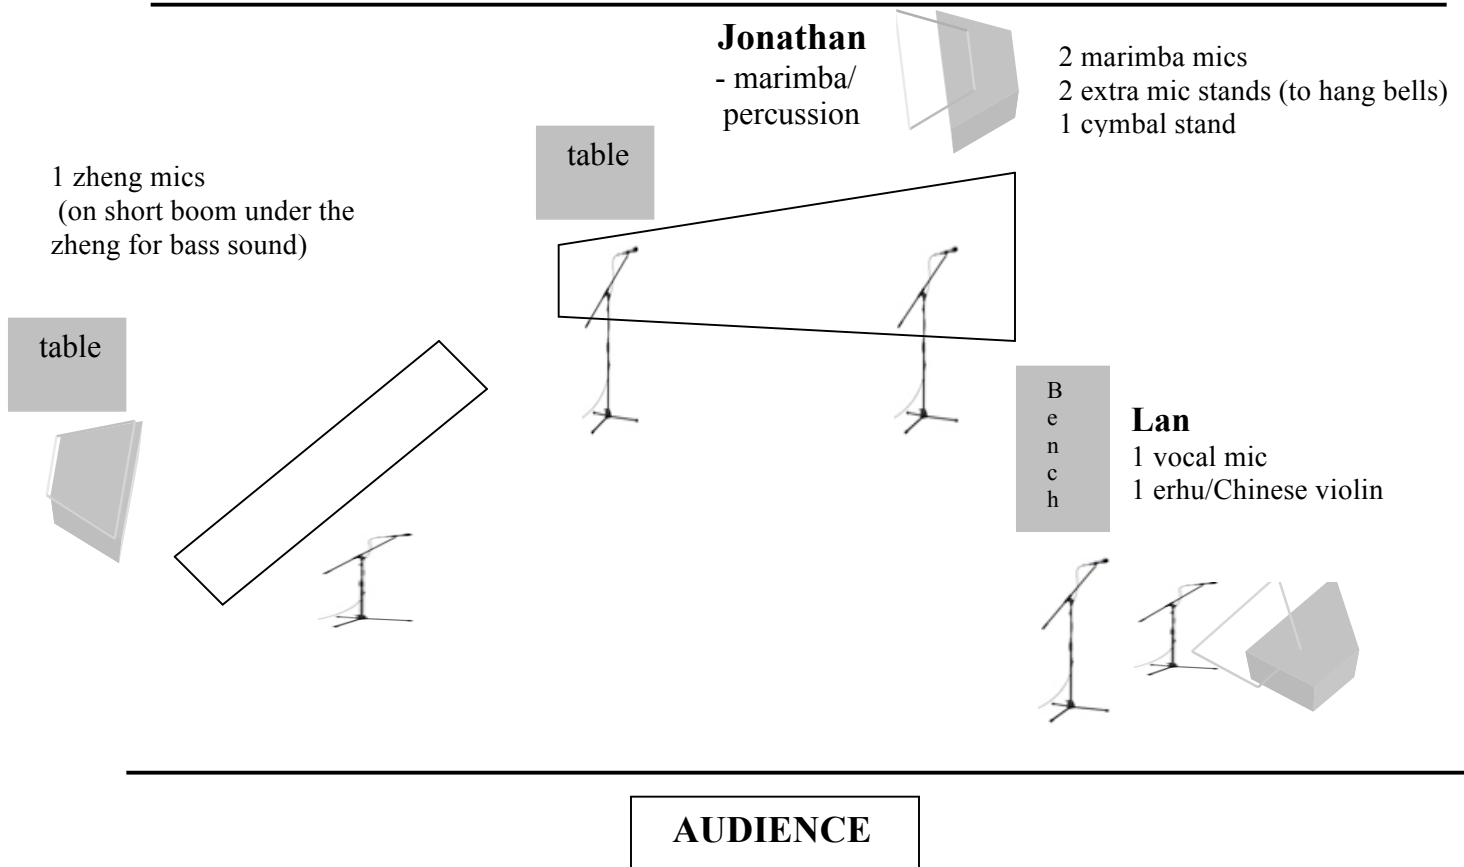 Jonathan
- marimba/
percussion
2 marimba mics
2 extra mic stands (to hang bells)
1 cymbal stand
table
1 zheng mics
(on short boom under the
zheng for bass sound)
table
B
e
n
c
h
Lan
1 vocal mic
1 erhu/Chinese violin
AUDIENCE